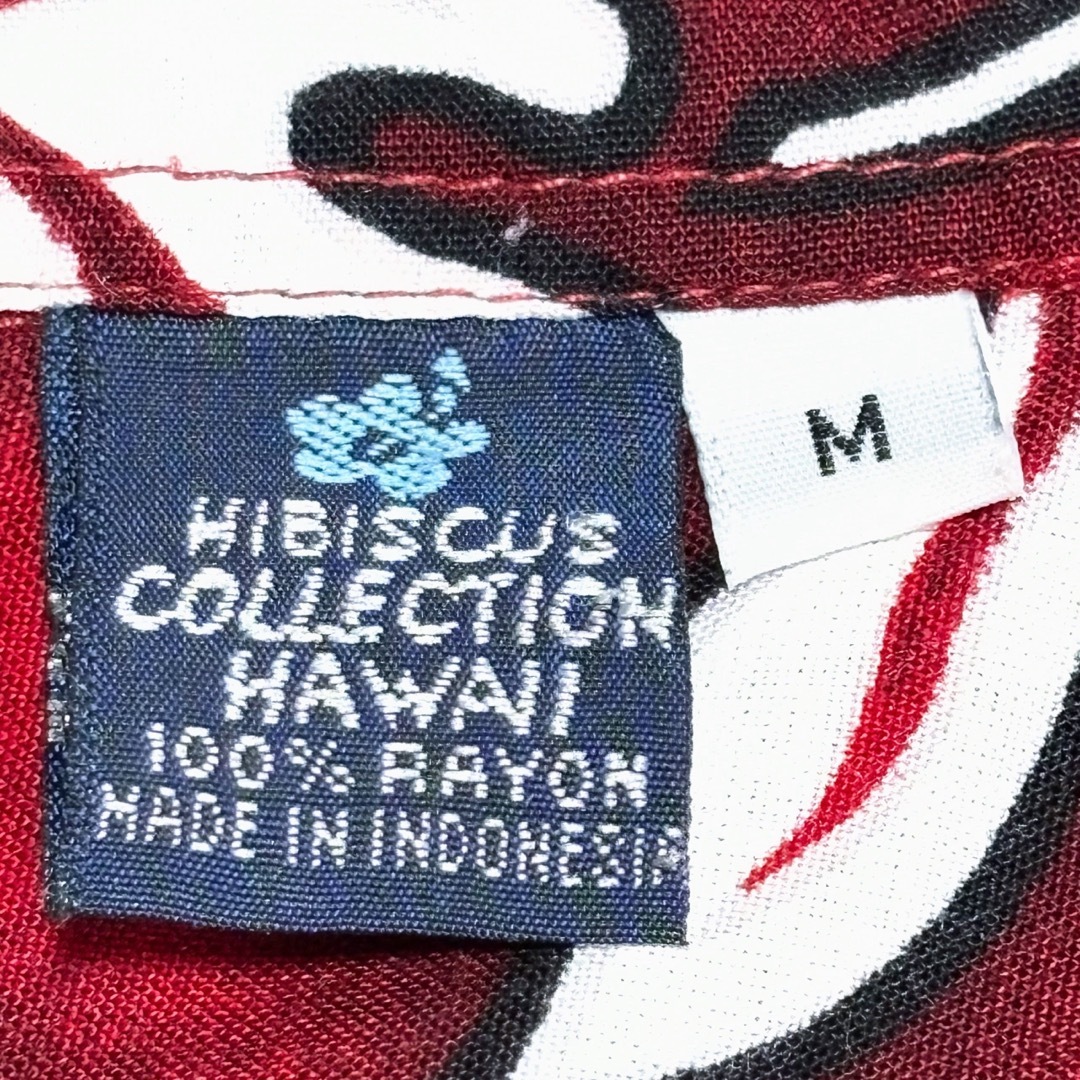 HIBISCUS
COLLECTION
HAWAII
100% RAYON
MADE IN INDONESIA
M